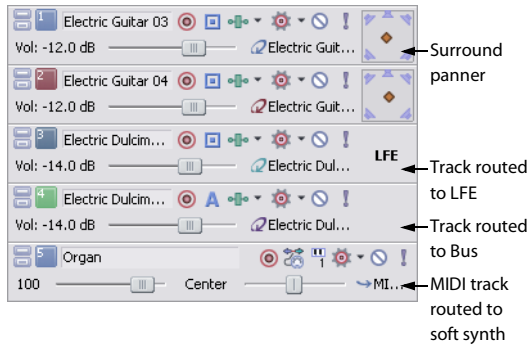 1 Electric Guitar 03
Vol: -12.0 dB Electric Guit...
Surround
panner
2 Electric Guitar 04
Vol: -12.0 dB Electric Guit...
3 Electric Dulcim...
LFE
Vol: -14.0 dB Electric Dul...
Track routed
to LFE
4 Electric Dulcim... A
Vol: -14.0 dB Electric Dul...
Track routed
to Bus
5 Organ 1
100 Center MI...
MIDI track
routed to
soft synth